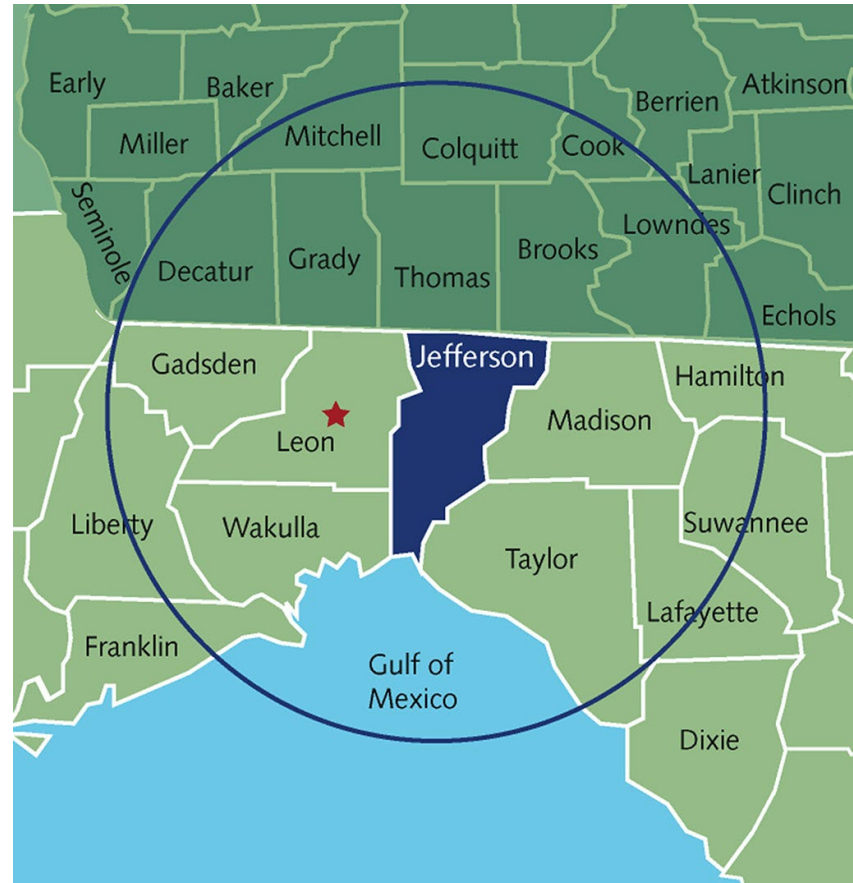 Early
Baker
Atkinson
Berrien
Miller
Mitchell
Colquitt
Cook
Lanier
Clinch
Seminole
Lowndes
Decatur
Grady
Thomas
Brooks
Echols
Gadsden
Jefferson
Hamilton
Leon
Madison
Liberty
Wakulla
Taylor
Suwannee
Franklin
Lafayette
Gulf of
Mexico
Dixie